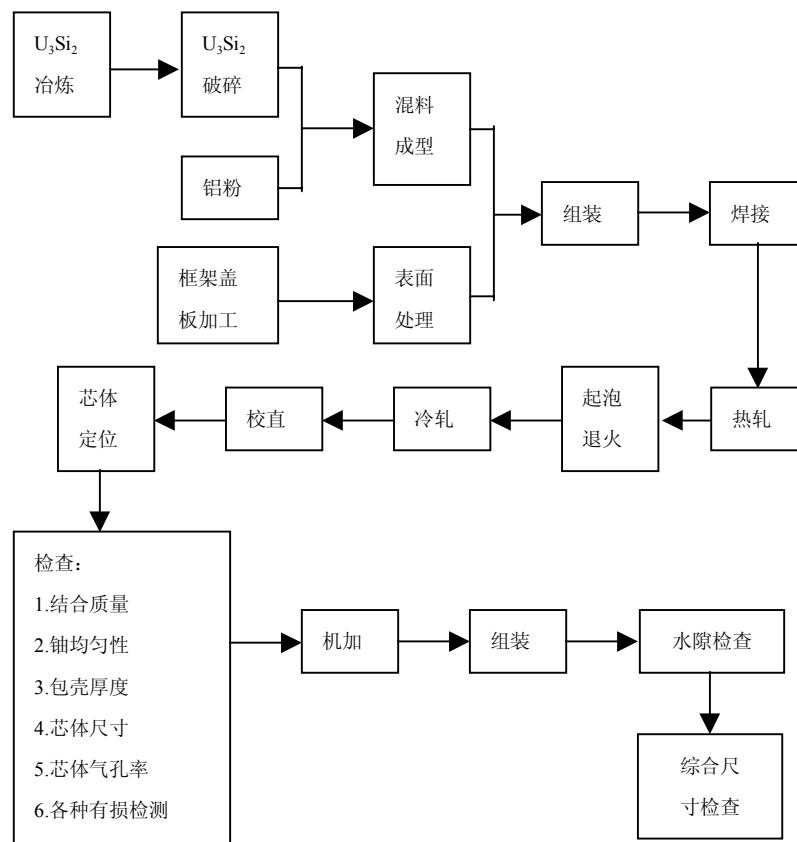 U₃Si₂
冶炼
U₃Si₂
破碎
铝粉
混料
成型
框架盖
板加工
表面
处理
组装
焊接
热轧
起泡
退火
冷轧
校直
芯体
定位
检查：
1.结合质量
2.铀均匀性
3.包壳厚度
4.芯体尺寸
5.芯体气孔率
6.各种有损检测
机加
组装
水隙检查
综合尺
寸检查